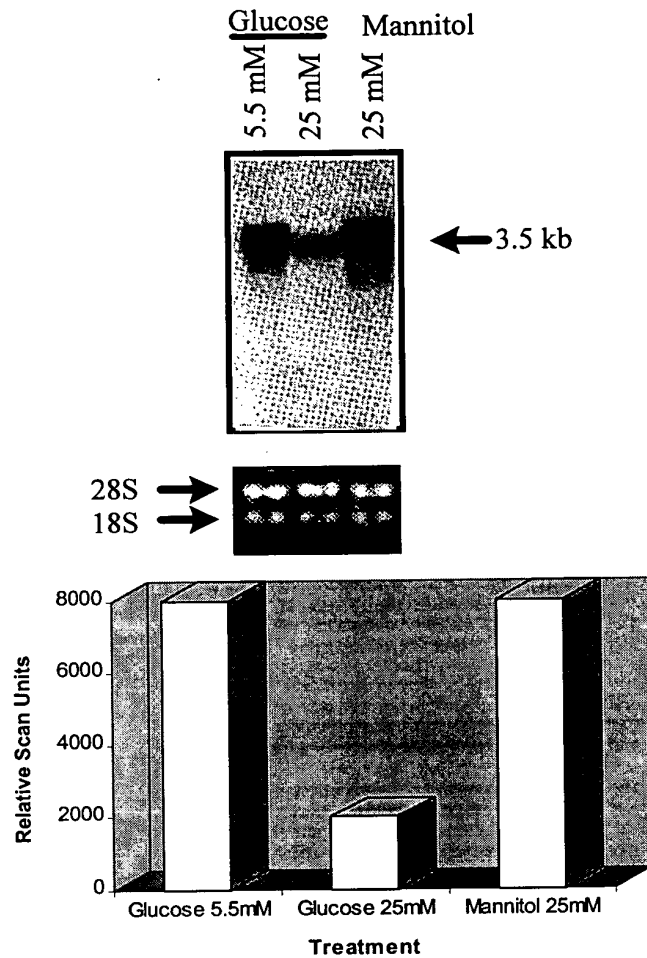 Glucose Mannitol
5.5 mM
25 mM
25 mM
3.5 kb
28S
18S
8000
6000
4000
2000
0
Relative Scan Units
Glucose 5.5mM Glucose 25mM Mannitol 25mM
Treatment